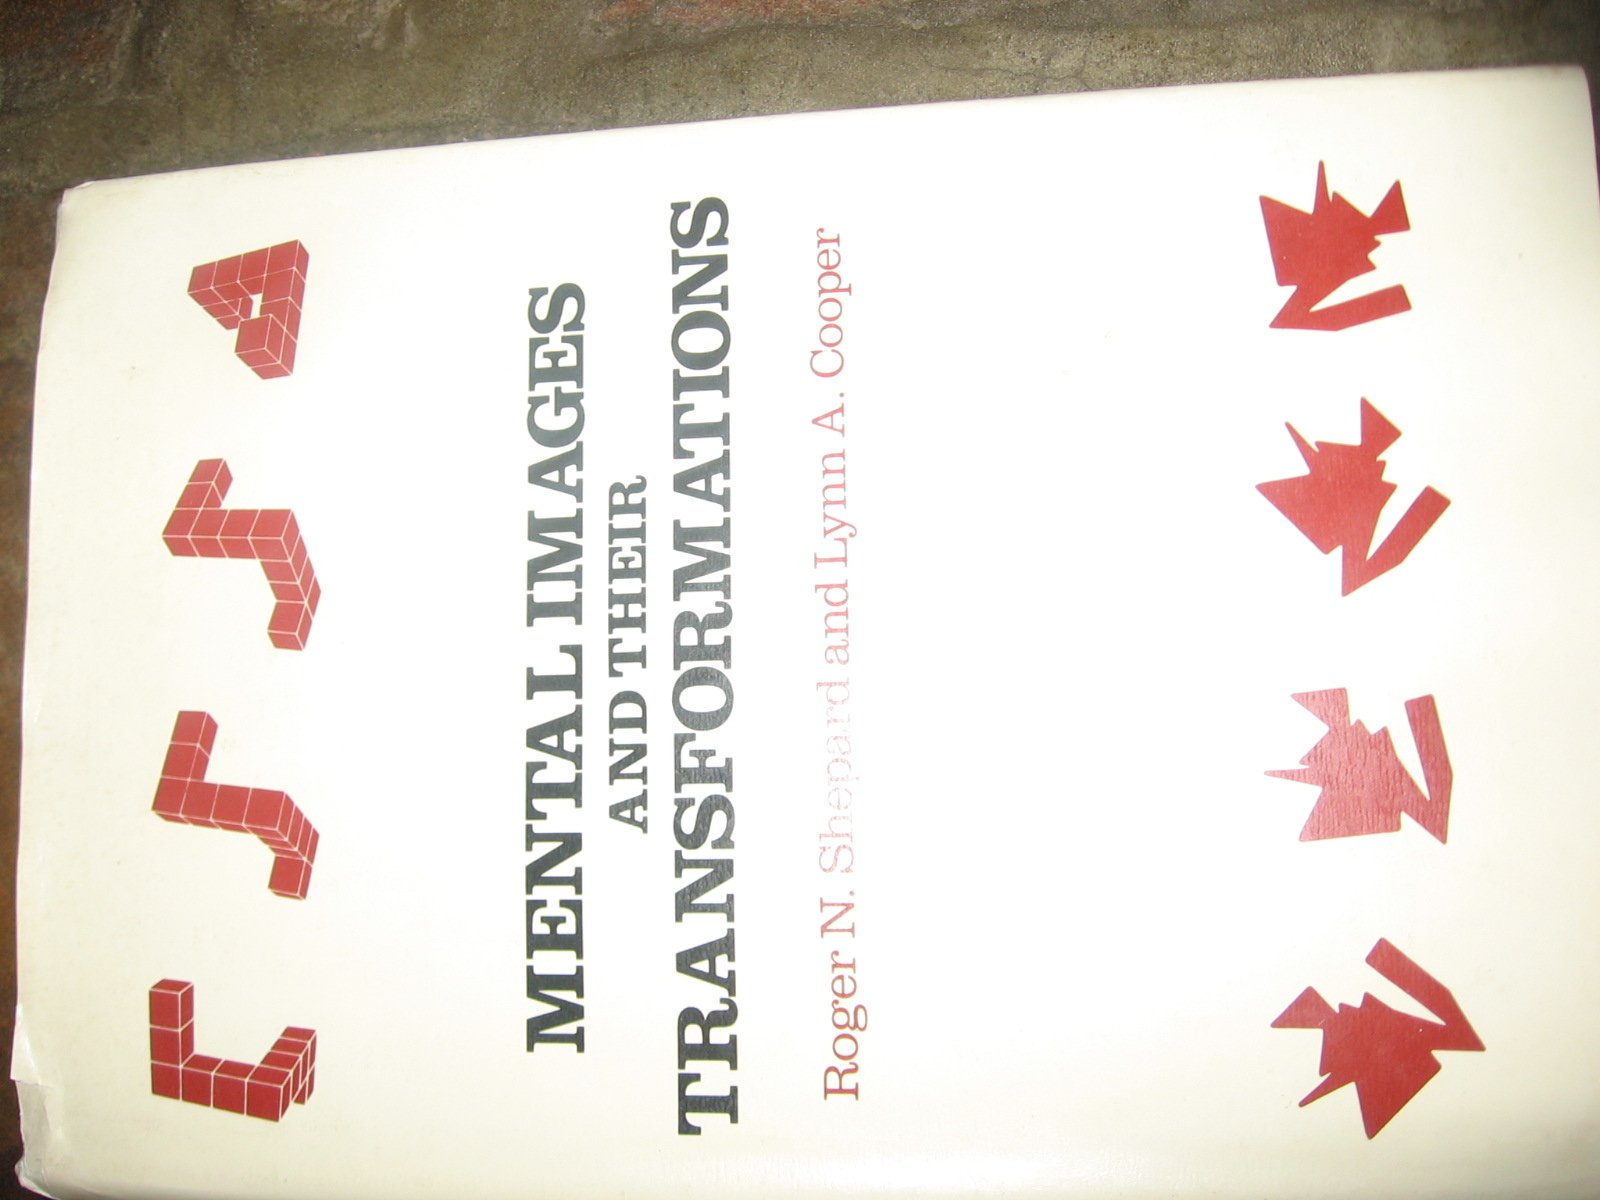 MENTAL IMAGES
AND THEIR
TRANSFORMATIONS
Roger N. Shepard and Lynn A. Cooper